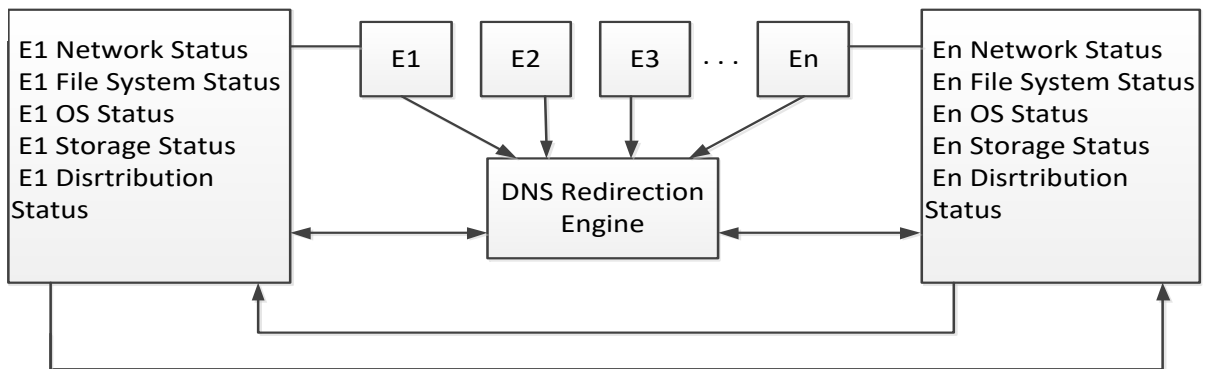 E1 Network Status
E1 File System Status
E1 OS Status
E1 Storage Status
E1 Disrtribution
Status
E1
E2
E3
. . .
En
DNS Redirection
Engine
En Network Status
En File System Status
En OS Status
En Storage Status
En Disrtribution
Status